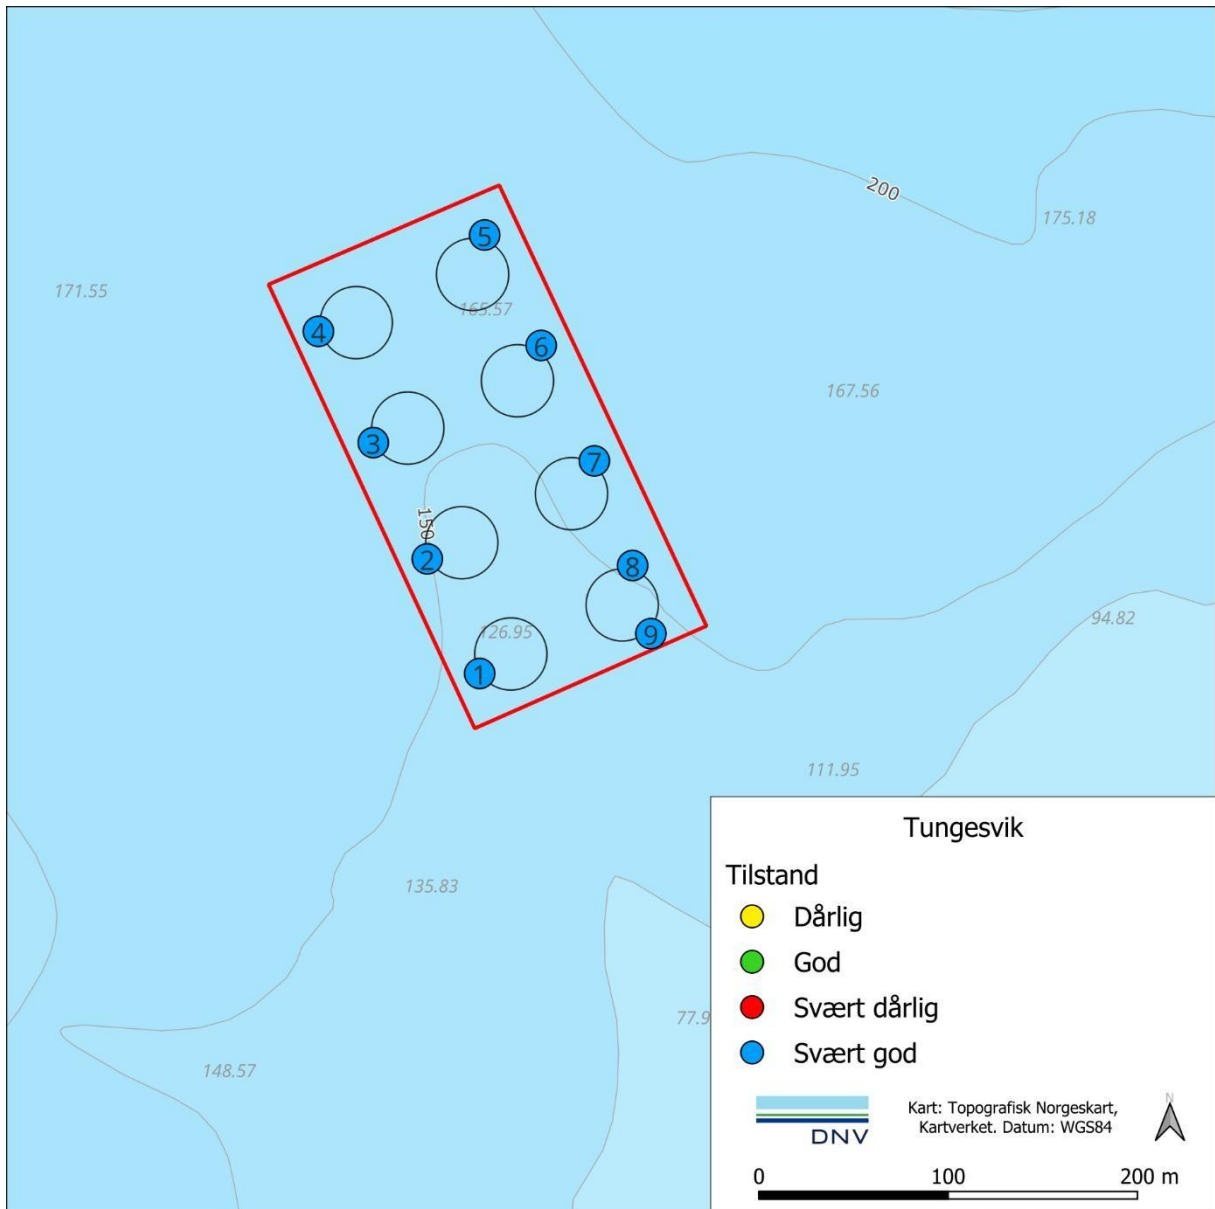 200
175.18
5
171.55
165.57
4
6
167.56
3
7
150
2
8
94.82
126.95
9
1
111.95
Tungesvik
Tilstand
135.83
Dårlig
God
Svært dårlig
77.9
Svært god
148.57
DNV
Kart: Topografisk Norgeskart,
Kartverket. Datum: WGS84
N
0 100 200 m